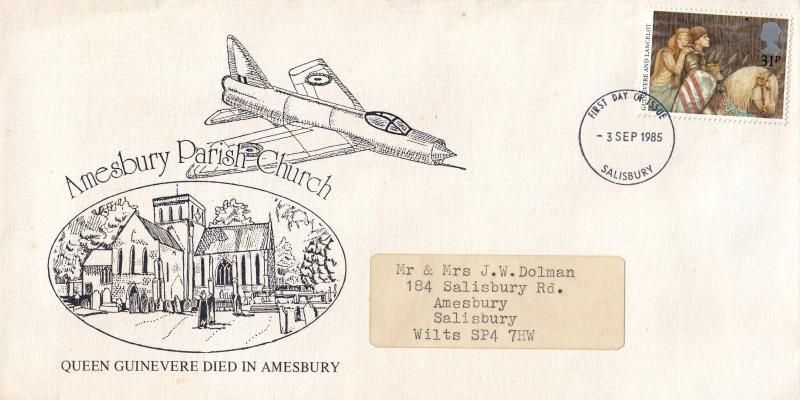 Amesbury Parish Church
QUEEN GUINEVERE DIED IN AMESBURY
GUINEVERE AND LANCELOT
31P
FIRST DAY OF ISSUE
- 3 SEP 1985
SALISBURY
Mr & Mrs J.W.Dolman
184 Salisbury Rd.
Amesbury
Salisbury
Wilts SP4 7HW